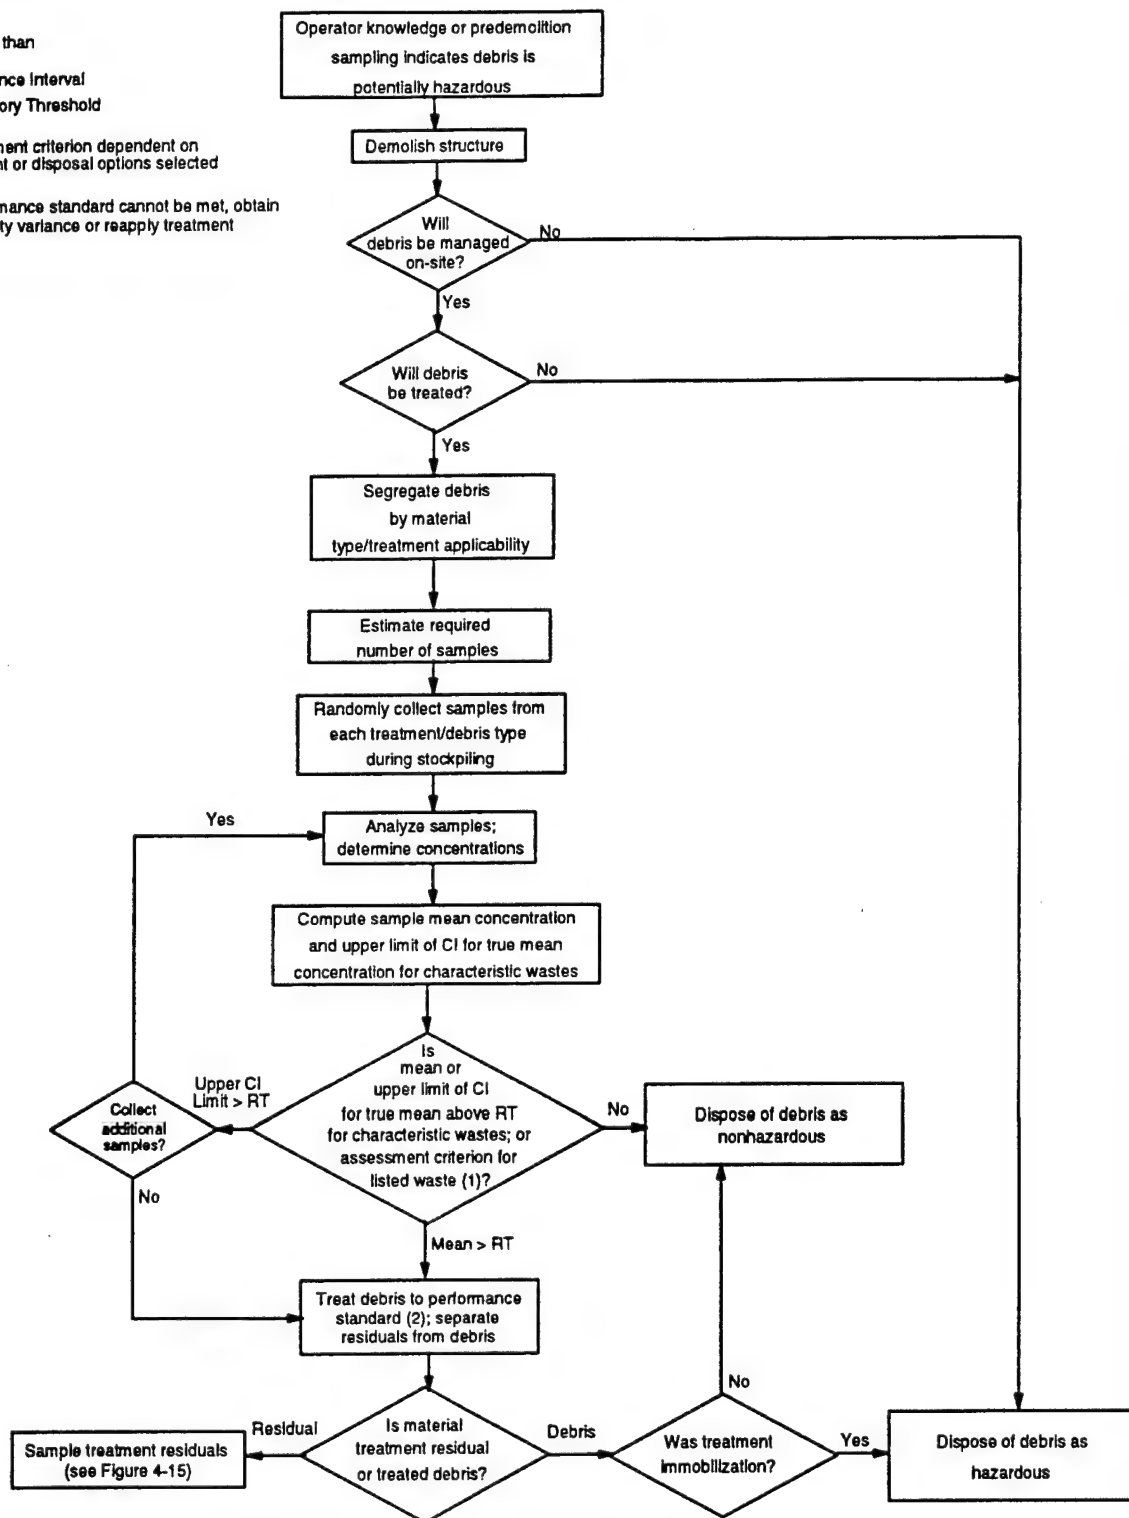 than
nce Interval
ory Threshold
nent criterion dependent on
nt or disposal options selected
mance standard cannot be met, obtain
ty variance or reapply treatment
Operator knowledge or predemolition
sampling indicates debris is
potentially hazardous
Demolish structure
Will
debris be managed
on-site?
No
Yes
Will debris
be treated?
No
Yes
Segregate debris
by material
type/treatment applicability
Estimate required
number of samples
Randomly collect samples from
each treatment/debris type
during stockpiling
Yes
Analyze samples;
determine concentrations
Compute sample mean concentration
and upper limit of CI for true mean
concentration for characteristic wastes
Is
mean or
upper limit of CI
for true mean above RT
for characteristic wastes; or
assessment criterion for
listed waste (1)?
Upper CI
Limit > RT
Collect
additional
samples?
No
No
Dispose of debris as
nonhazardous
Mean > RT
Treat debris to performance
standard (2); separate
residuals from debris
Is material
treatment residual
or treated debris?
Residual
Sample treatment residuals
(see Figure 4-15)
Debris
Was treatment
immobilization?
No
Yes
Dispose of debris as
hazardous